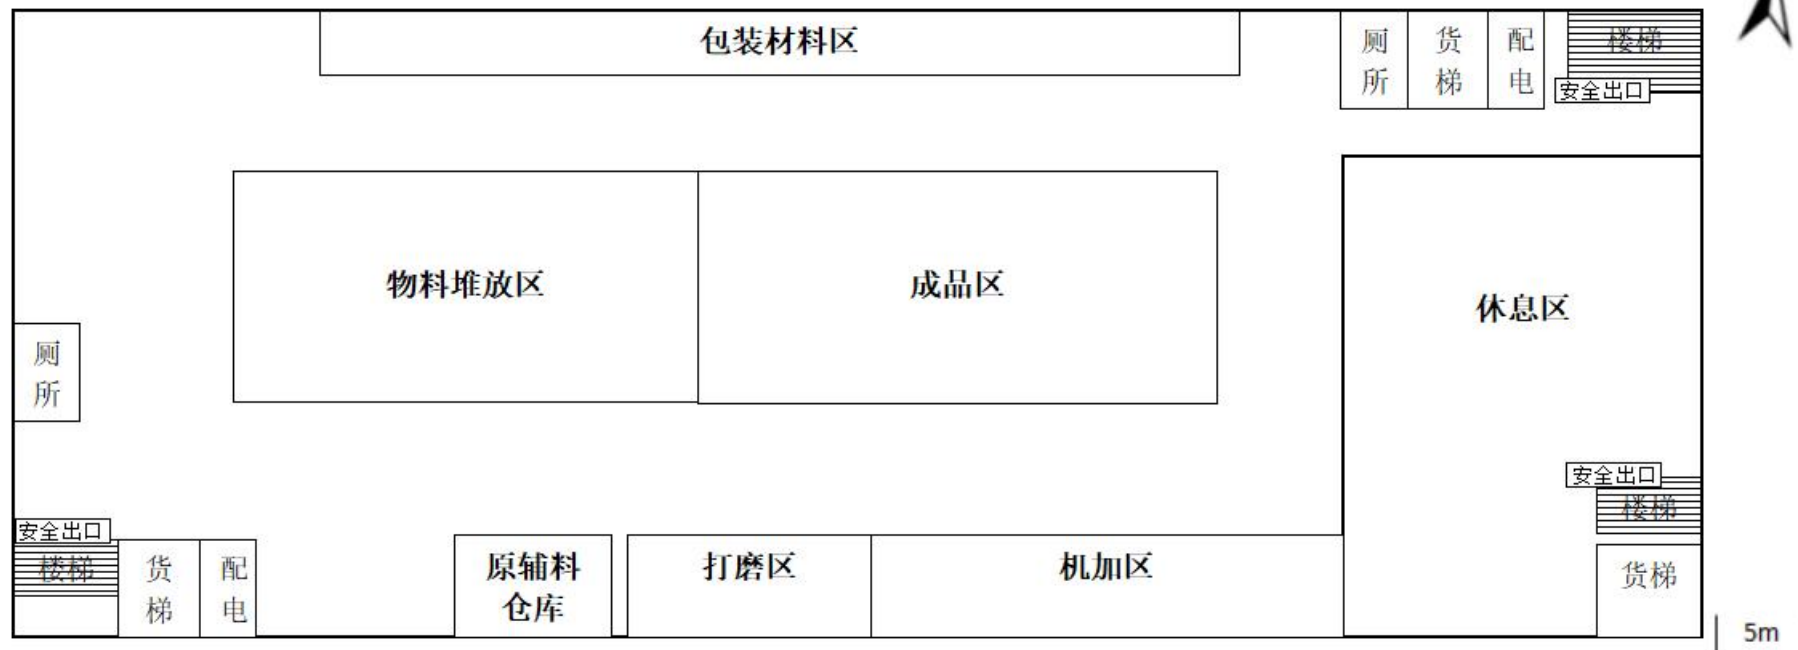 包装材料区
厕所
货梯
配电
楼梯
安全出口
物料堆放区
成品区
休息区
厕所
安全出口
楼梯
货梯
安全出口
楼梯
货梯
配电
原辅料
仓库
打磨区
机加区
5m